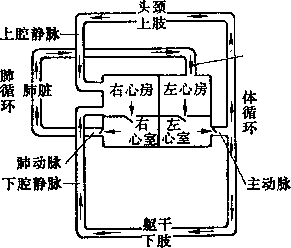 头颈
上肢
上腔静脉
肺循环
肺脏
右心房
左心房
体循环
右心室
左心室
肺动脉
下腔静脉
主动脉
躯干
下肢